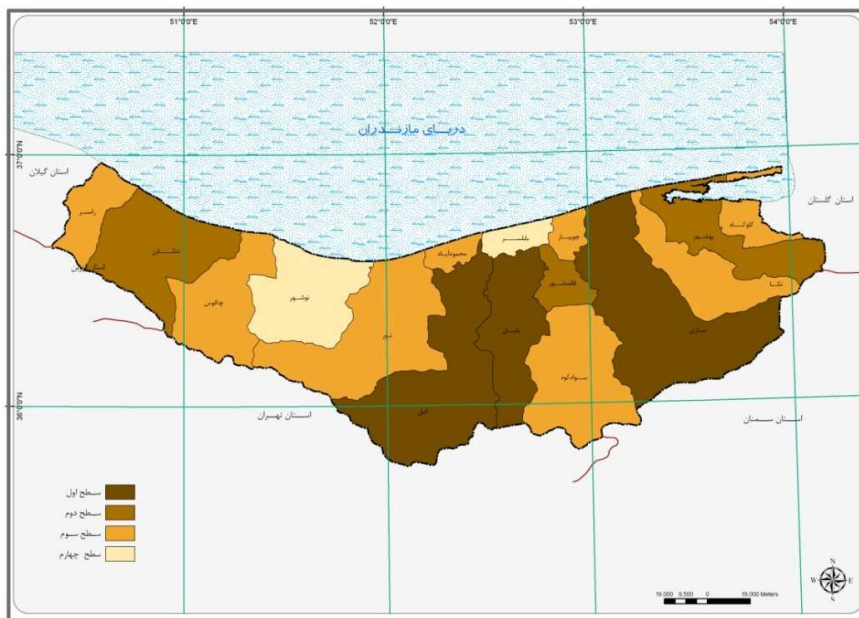 51°0'0"E
52°0'0"E
53°0'0"E
54°0'0"E
37°0'0"N
36°0'0"N
دریای مازندران
استان گیلان
استان گلستان
رامسر
تنکابن
چالوس
نوشهر
نور
محمودآباد
آمل
بابلسر
بابل
جویبار
قائمشهر
سوادکوه
ساری
بهشهر
گلوگاه
نکا
استان تهران
استان سمنان
سطح اول
سطح دوم
سطح سوم
سطح چهارم
N
W E
S
19,000 9,500 0 19,000 Meters